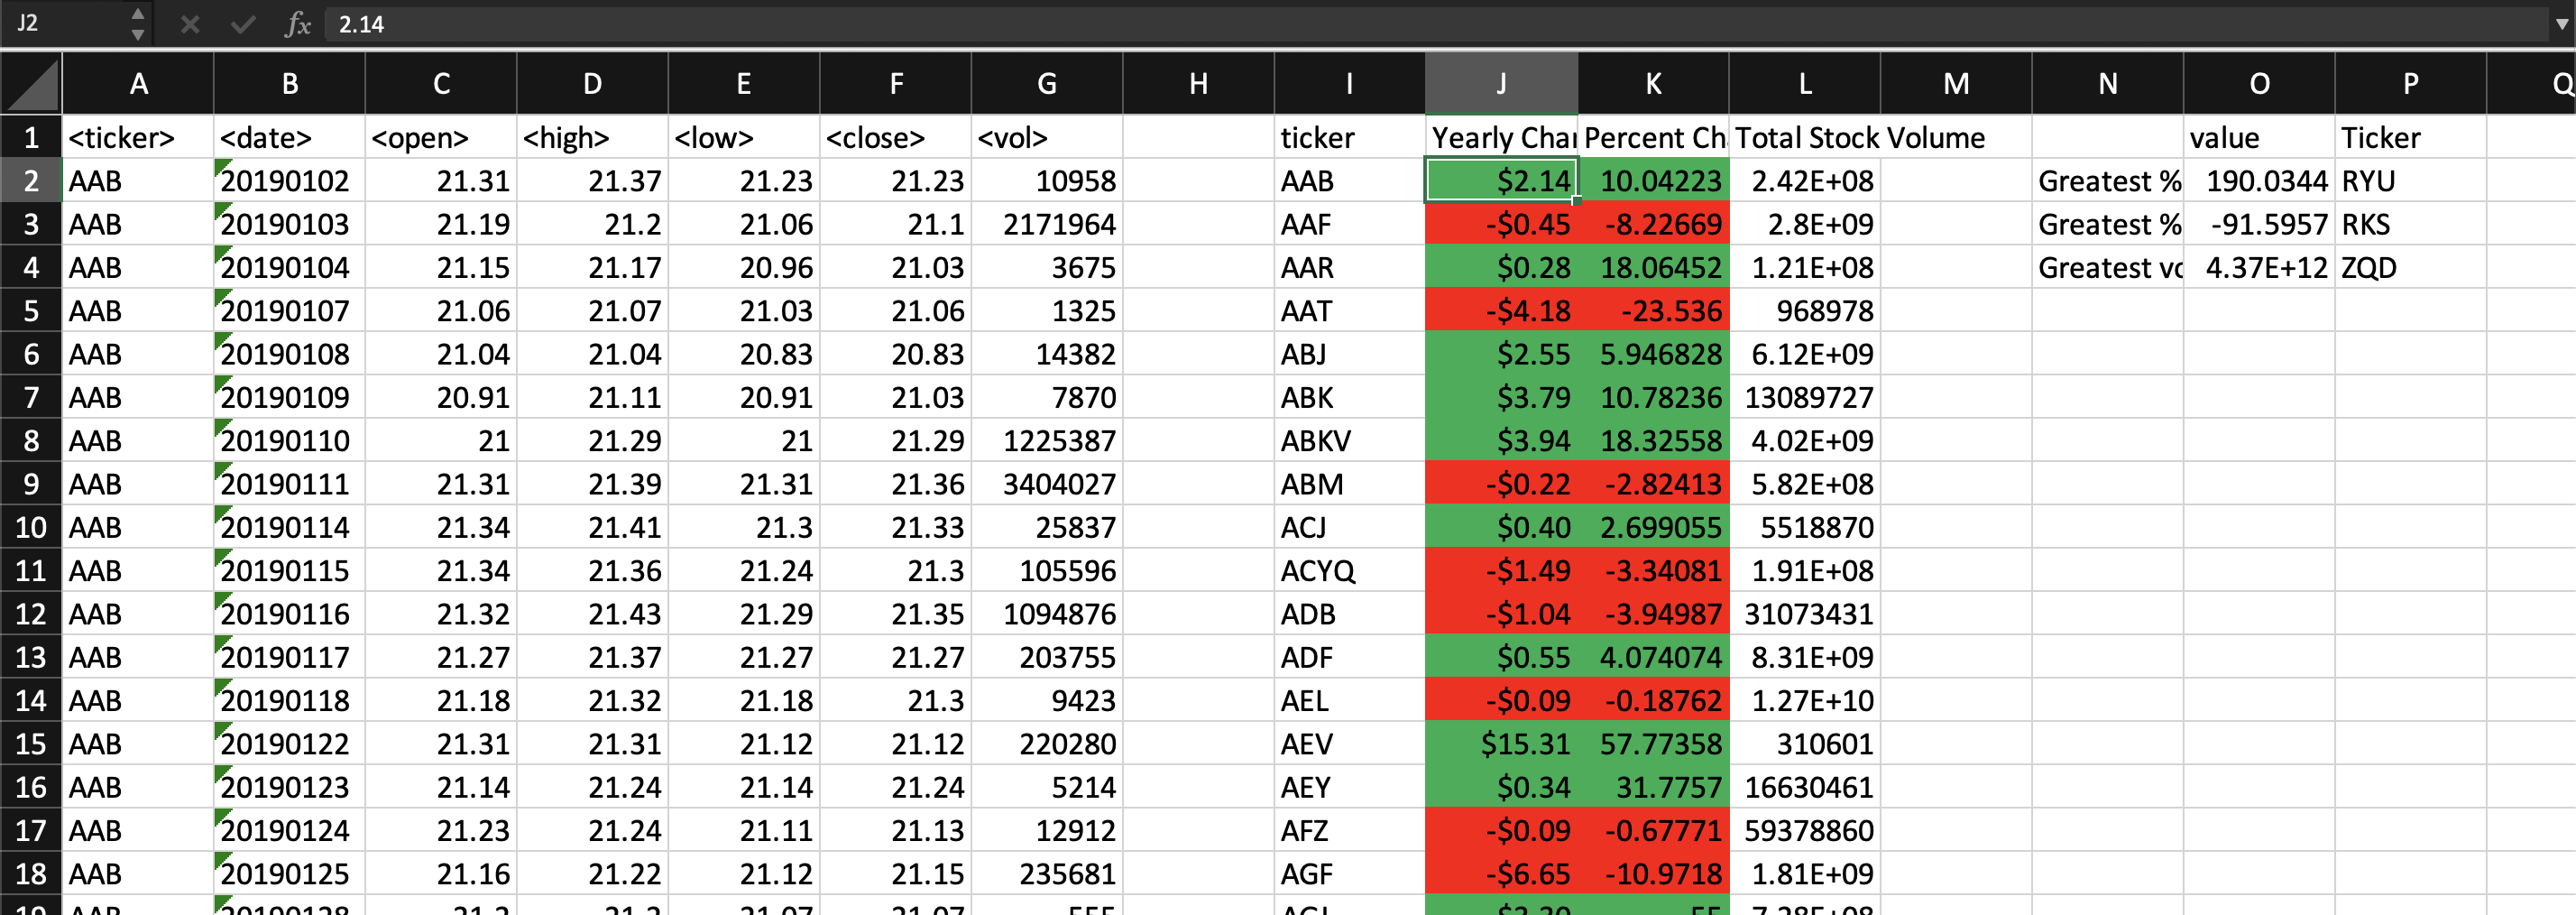 J2 fx 2.14
A B C D E F G H I J K L M N O P Q
1 <ticker> <date> <open> <high> <low> <close> <vol> ticker Yearly Percent Total Stock Volume value Ticker
2 AAB 20190102 21.31 21.37 21.23 21.23 10958 AAB $2.14 10.04223 2.42E+08 Greatest % 190.0344 RYU
3 AAB 20190103 21.19 21.2 21.06 21.1 2171964 AAF -$0.45 -8.22669 2.8E+09 Greatest % -91.5957 RKS
4 AAB 20190104 21.15 21.17 20.96 21.03 3675 AAR $0.28 18.06452 1.21E+08 Greatest 4.37E+12 ZQD
5 AAB 20190107 21.06 21.07 21.03 21.06 1325 AAT -$4.18 -23.536 968978
6 AAB 20190108 21.04 21.04 20.83 20.83 14382 ABJ $2.55 5.946828 6.12E+09
7 AAB 20190109 20.91 21.11 20.91 21.03 7870 ABK $3.79 10.78236 13089727
8 AAB 20190110 21 21.29 21 21.29 1225387 ABKV $3.94 18.32558 4.02E+09
9 AAB 20190111 21.31 21.39 21.31 21.36 3404027 ABM -$0.22 -2.82413 5.82E+08
10 AAB 20190114 21.34 21.41 21.3 21.33 25837 ACJ $0.40 2.699055 5518870
11 AAB 20190115 21.34 21.36 21.24 21.3 105596 ACYQ -$1.49 -3.34081 1.91E+08
12 AAB 20190116 21.32 21.43 21.29 21.35 1094876 ADB -$1.04 -3.94987 31073431
13 AAB 20190117 21.27 21.37 21.27 21.27 203755 ADF $0.55 4.074074 8.31E+09
14 AAB 20190118 21.18 21.32 21.18 21.3 9423 AEL -$0.09 -0.18762 1.27E+10
15 AAB 20190122 21.31 21.31 21.12 21.12 220280 AEV $15.31 57.77358 310601
16 AAB 20190123 21.14 21.24 21.14 21.24 5214 AEY $0.34 31.7757 16630461
17 AAB 20190124 21.23 21.24 21.11 21.13 12912 AFZ -$0.09 -0.67771 59378860
18 AAB 20190125 21.16 21.22 21.12 21.15 235681 AGF -$6.65 -10.9718 1.81E+09